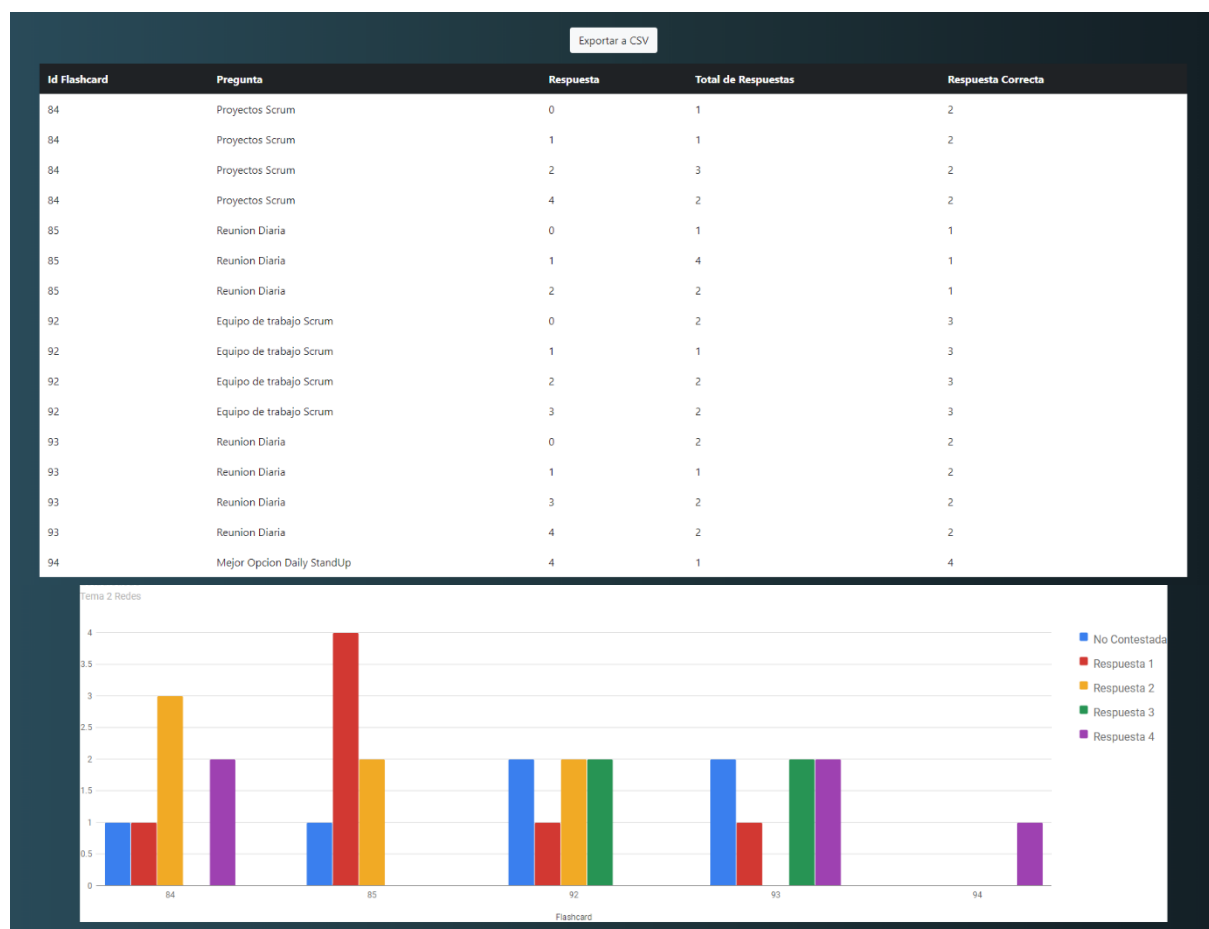 Exportar a CSV
Id Flashcard Pregunta Respuesta Total de Respuestas Respuesta Correcta
84 Proyectos Scrum 0 1 2
84 Proyectos Scrum 1 1 2
84 Proyectos Scrum 2 3 2
84 Proyectos Scrum 4 2 2
85 Reunion Diaria 0 1 1
85 Reunion Diaria 1 4 1
85 Reunion Diaria 2 2 1
92 Equipo de trabajo Scrum 0 2 3
92 Equipo de trabajo Scrum 1 1 3
92 Equipo de trabajo Scrum 2 2 3
92 Equipo de trabajo Scrum 3 2 3
93 Reunion Diaria 0 2 2
93 Reunion Diaria 1 1 2
93 Reunion Diaria 3 2 2
93 Reunion Diaria 4 2 2
94 Mejor Opcion Daily StandUp 4 1 4
Tema 2 Redes
4
3.5
3
2.5
2
1.5
1
0.5
0
84 85 92 93 94
Flashcard
No Contestada
Respuesta 1
Respuesta 2
Respuesta 3
Respuesta 4